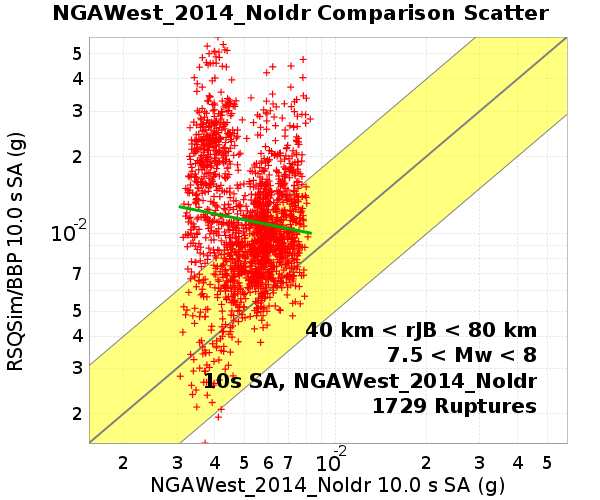 NGAWest_2014_NoIdr Comparison Scatter
RSQSim/BBP 10.0 s SA (g)
5
4
3
2
10-2
7
5
4
3
2
40 km < rJB < 80 km
7.5 < Mw < 8
10s SA, NGAWest_2014_NoIdr
1729 Ruptures
2 3 4 5 6 7 10-2 2 3 4 5
NGAWest_2014_NoIdr 10.0 s SA (g)